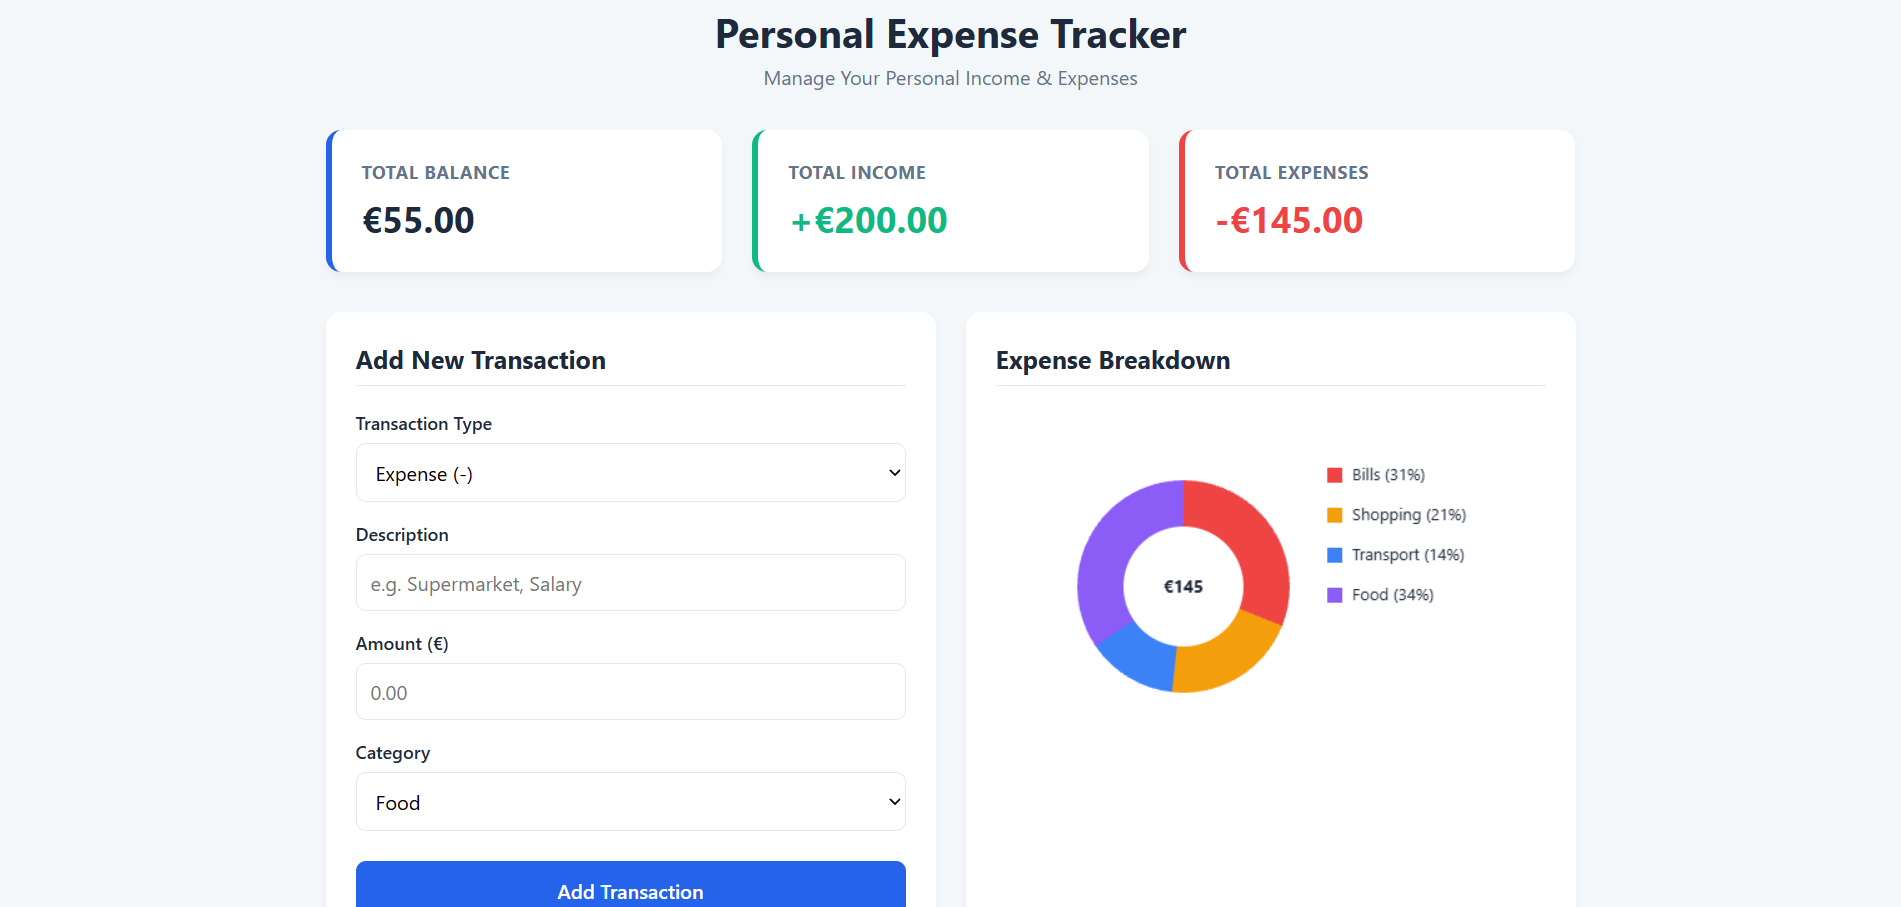 Personal Expense Tracker
Manage Your Personal Income & Expenses
TOTAL BALANCE
€55.00
TOTAL INCOME
+€200.00
TOTAL EXPENSES
-€145.00
Add New Transaction
Transaction Type
Expense (-)
Description
e.g. Supermarket, Salary
Amount (€)
0.00
Category
Food
Add Transaction
Expense Breakdown
€145
Bills (31%)
Shopping (21%)
Transport (14%)
Food (34%)